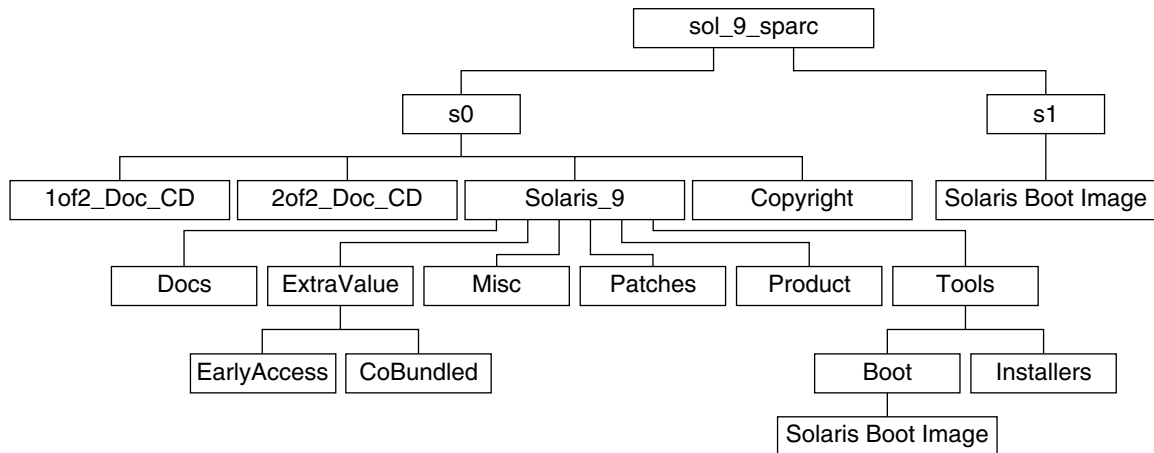 sol_9_sparc
s0
s1
1of2_Doc_CD
2of2_Doc_CD
Solaris_9
Copyright
Solaris Boot Image
Docs
ExtraValue
Misc
Patches
Product
Tools
EarlyAccess
CoBundled
Boot
Installers
Solaris Boot Image